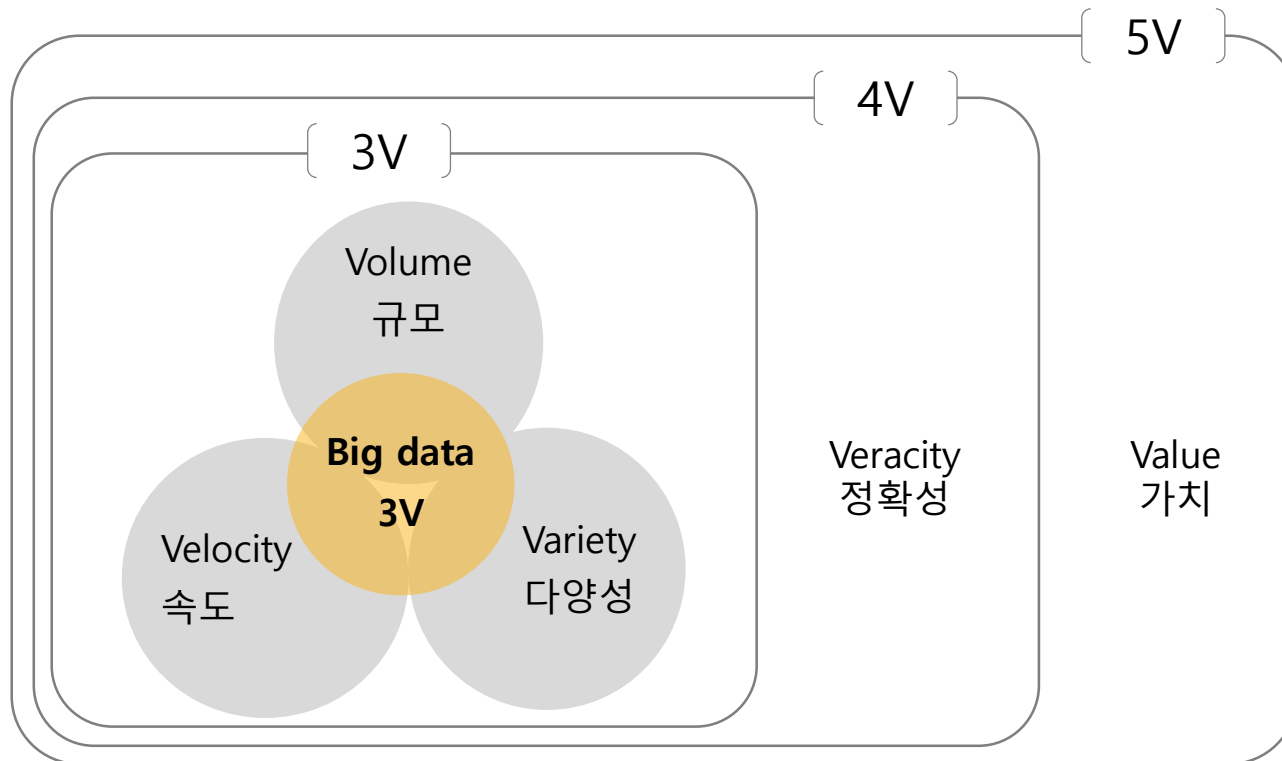 5V
4V
3V
Volume
규모
Big data
3V
Velocity
속도
Variety
다양성
Veracity
정확성
Value
가치